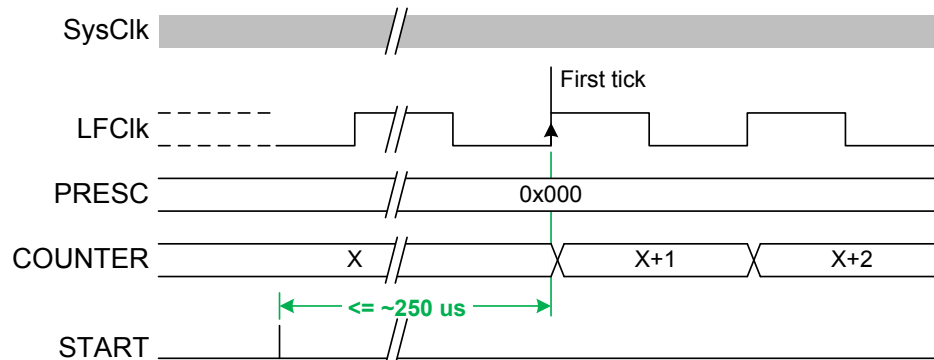 SysClk
First tick
LFClk
PRESC
0x000
COUNTER
X
X+1
X+2
<= ~250 us
START